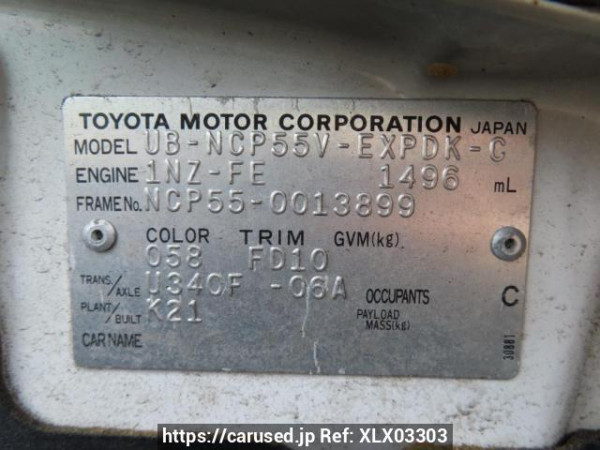 TOYOTA MOTOR CORPORATION JAPAN
MODEL UB-NCP55V-EXPDK-G
ENGINE 1NZ-FE 1496 mL
FRAME No. NCP55-0013899
COLOR TRIM GVM(kg)
058 FD10
TRANS/AXLE U340F -06A OCCUPANTS C
PLANT/BUILT K21 PAYLOAD MASS(kg)
CAR NAME
30881
https://carused.jp Ref: XLX03303